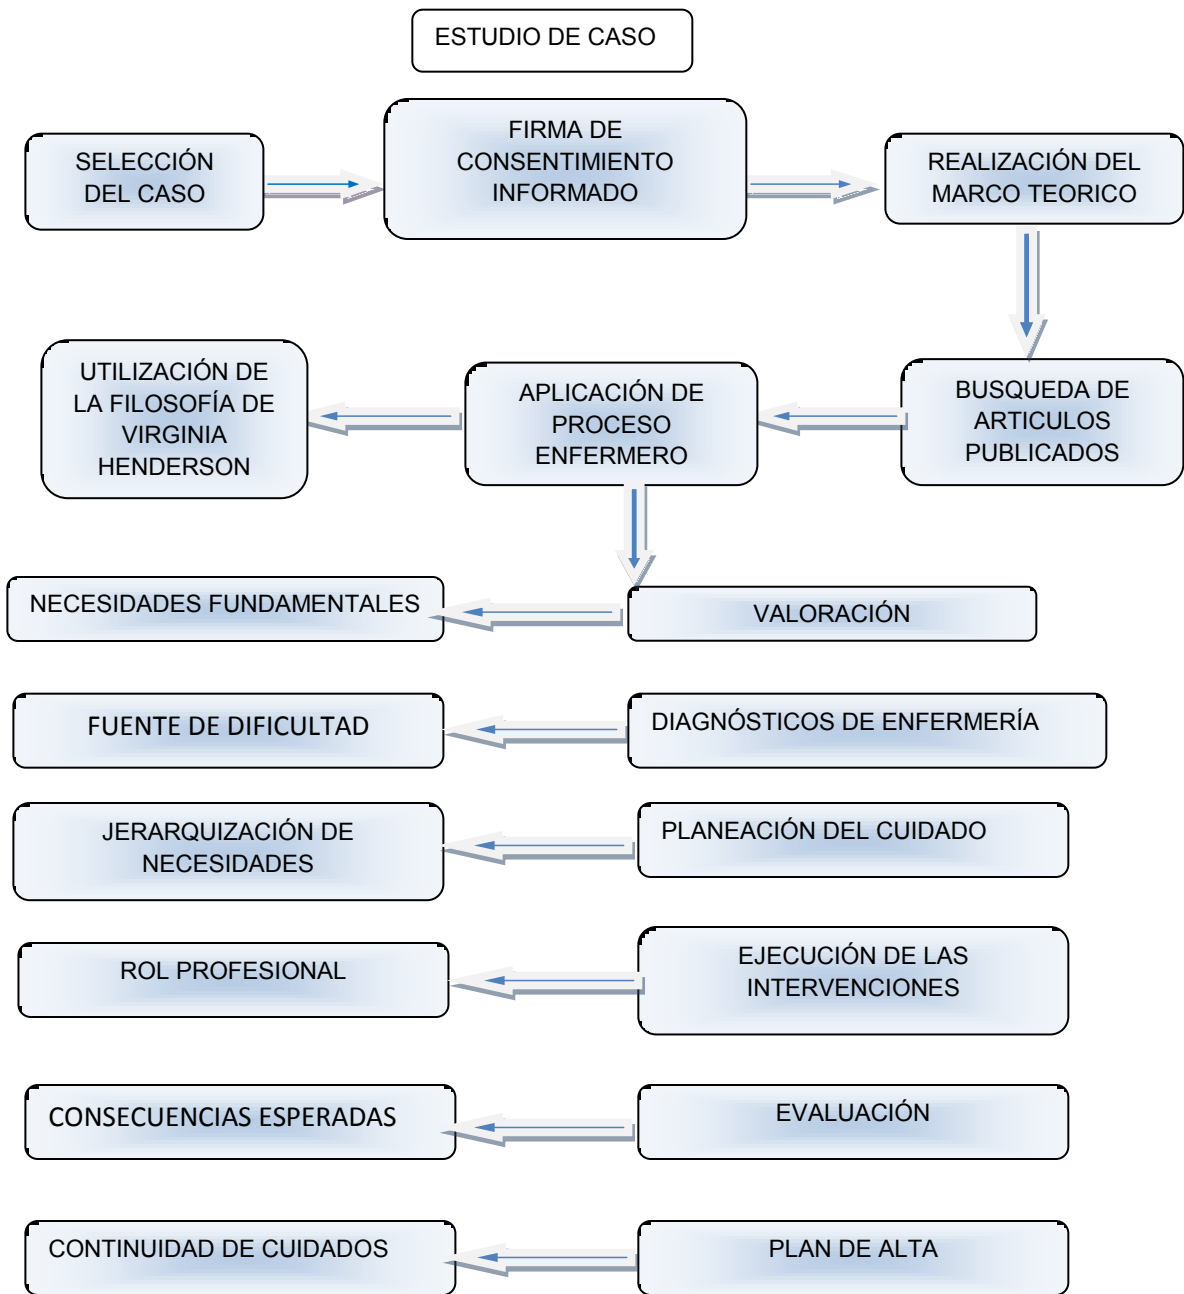 ESTUDIO DE CASO
SELECCIÓN
DEL CASO
FIRMA DE
CONSENTIMIENTO
INFORMADO
REALIZACIÓN DEL
MARCO TEORICO
UTILIZACIÓN DE
LA FILOSOFÍA DE
VIRGINIA
HENDERSON
APLICACIÓN DE
PROCESO
ENFERMERO
BUSQUEDA DE
ARTICULOS
PUBLICADOS
NECESIDADES FUNDAMENTALES
VALORACIÓN
FUENTE DE DIFICULTAD
DIAGNÓSTICOS DE ENFERMERÍA
JERARQUIZACIÓN DE
NECESIDADES
PLANEACIÓN DEL CUIDADO
ROL PROFESIONAL
EJECUCIÓN DE LAS
INTERVENCIONES
CONSECUENCIAS ESPERADAS
EVALUACIÓN
CONTINUIDAD DE CUIDADOS
PLAN DE ALTA